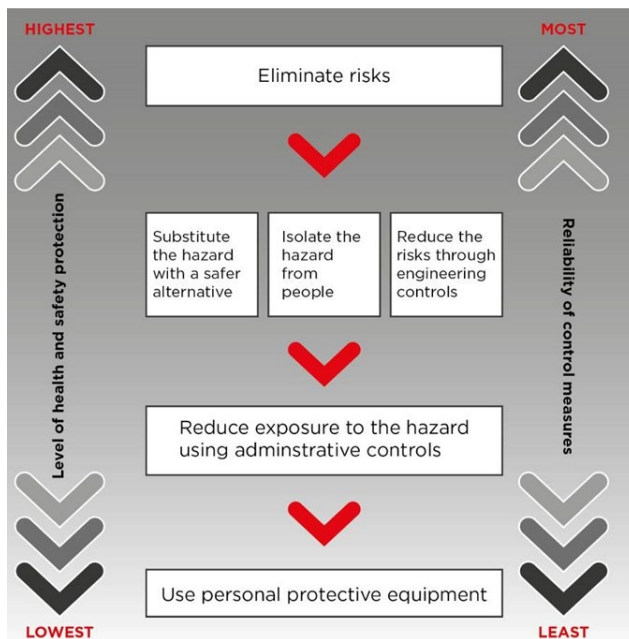 HIGHEST
MOST
Eliminate risks
Substitute
the hazard
with a safer
alternative
Isolate the
hazard
from
people
Reduce the
risks through
engineering
controls
Level of health and safety protection
Reliability of control measures
Reduce exposure to the hazard
using adminstrative controls
Use personal protective equipment
LOWEST
LEAST